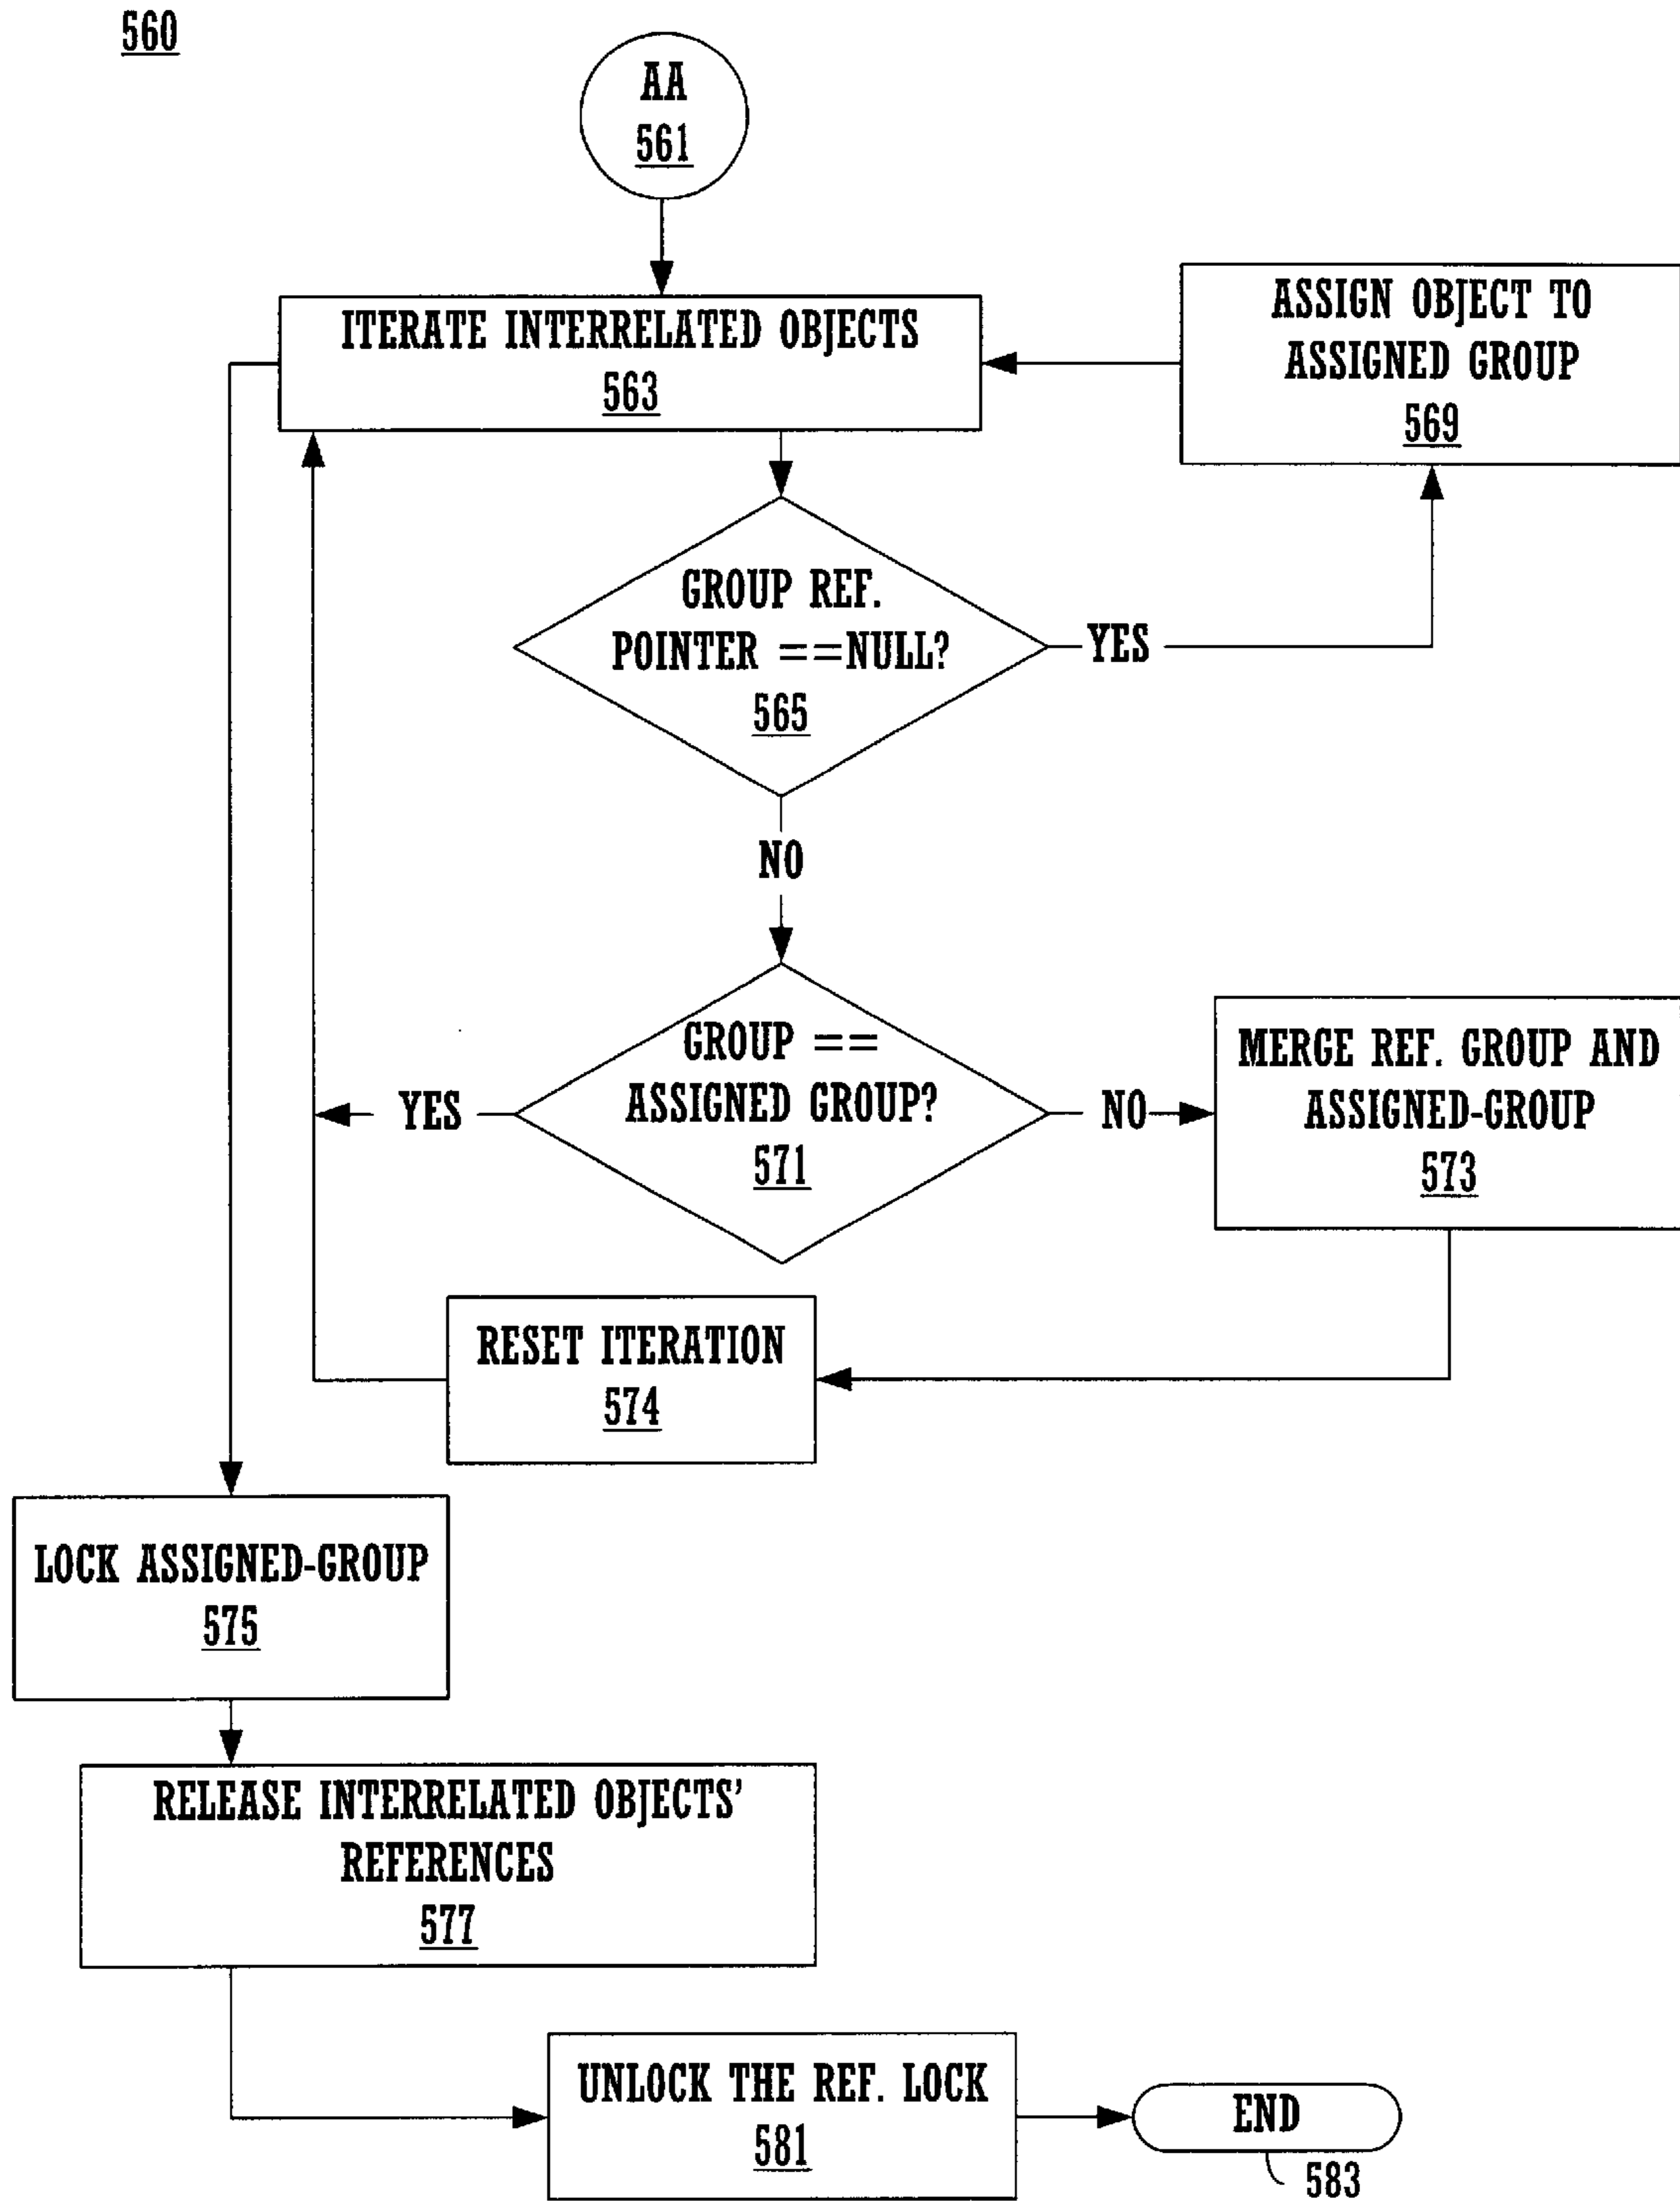 560
AA
561
ITERATE INTERRELATED OBJECTS
563
ASSIGN OBJECT TO
ASSIGNED GROUP
569
GROUP REF.
POINTER ==NULL?
565
YES
NO
GROUP ==
ASSIGNED GROUP?
571
YES
NO
MERGE REF. GROUP AND
ASSIGNED-GROUP
573
RESET ITERATION
574
LOCK ASSIGNED-GROUP
575
RELEASE INTERRELATED OBJECTS'
REFERENCES
577
UNLOCK THE REF. LOCK
581
END
583